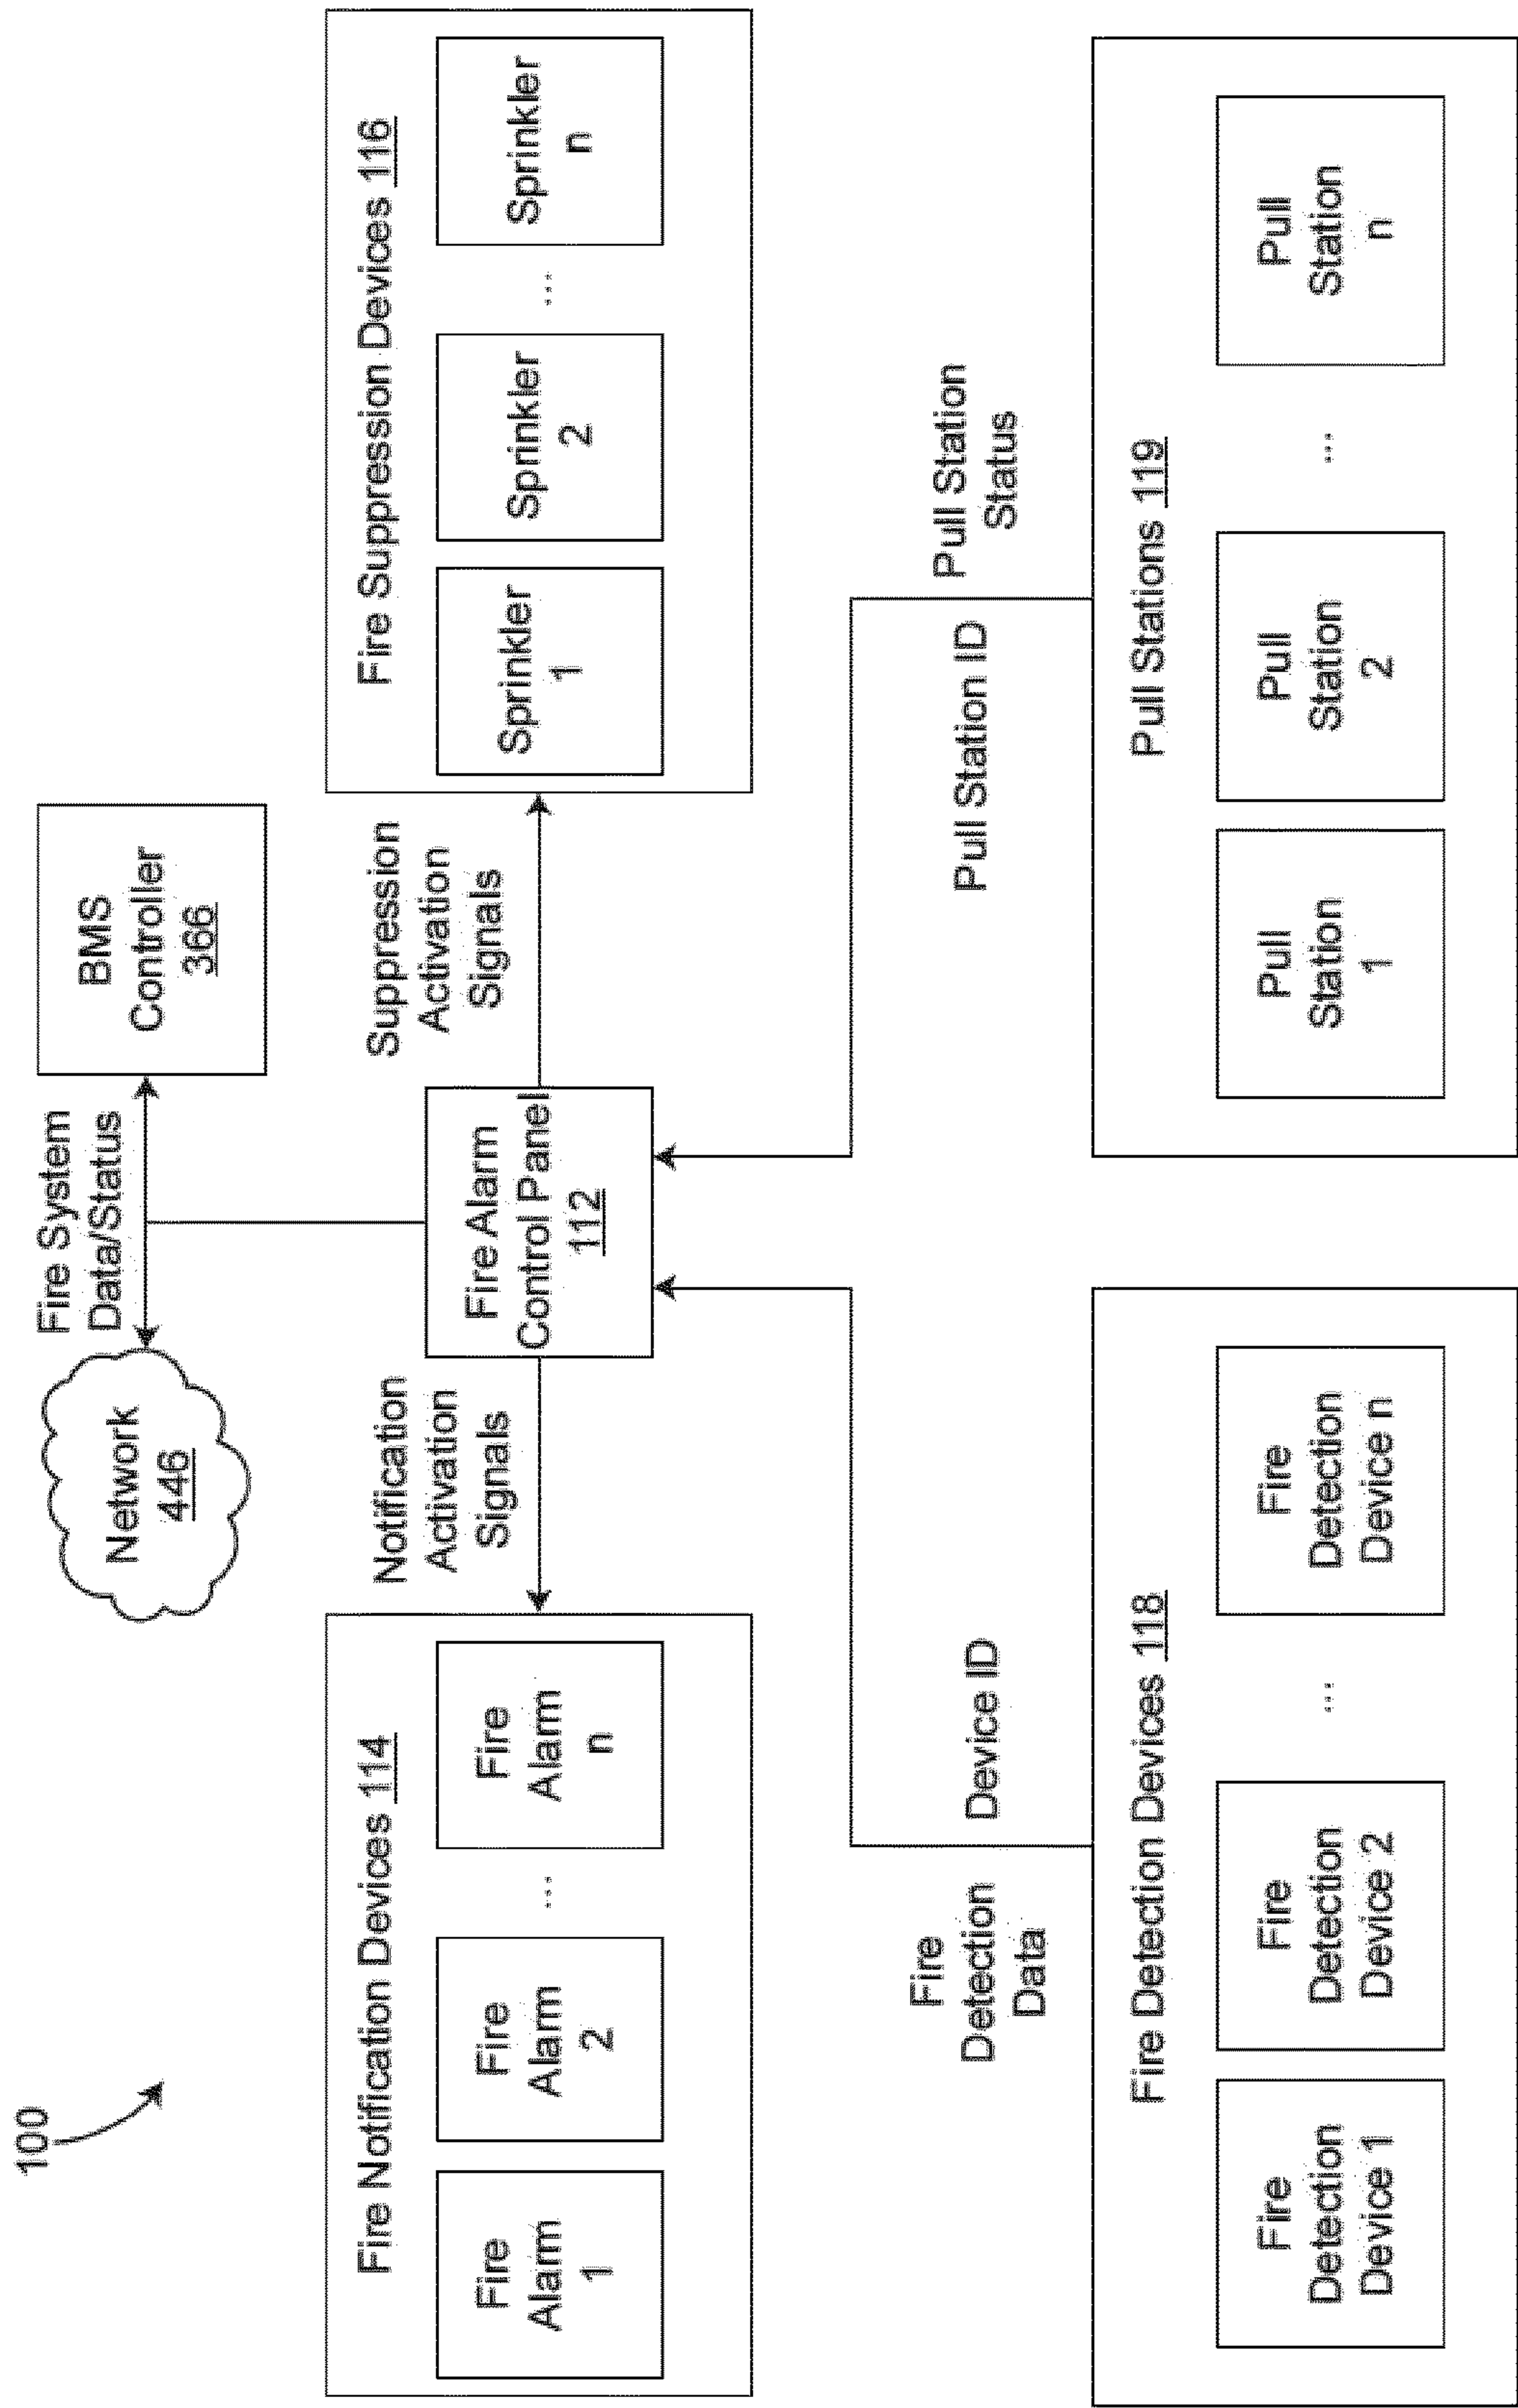 100
Network
446
Fire System
Data/Status
BMS
Controller
366
Fire Notification Devices 114
Fire
Alarm
1
Fire
Alarm
2
...
Fire
Alarm
n
Notification
Activation
Signals
Fire Alarm
Control Panel
112
Suppression
Activation
Signals
Fire Suppression Devices 116
Sprinkler
1
Sprinkler
2
...
Sprinkler
n
Fire
Detection
Data
Device ID
Pull Station ID
Pull Station
Status
Fire Detection Devices 118
Fire
Detection
Device 1
Fire
Detection
Device 2
...
Fire
Detection
Device n
Pull Stations 119
Pull
Station
1
Pull
Station
2
...
Pull
Station
n